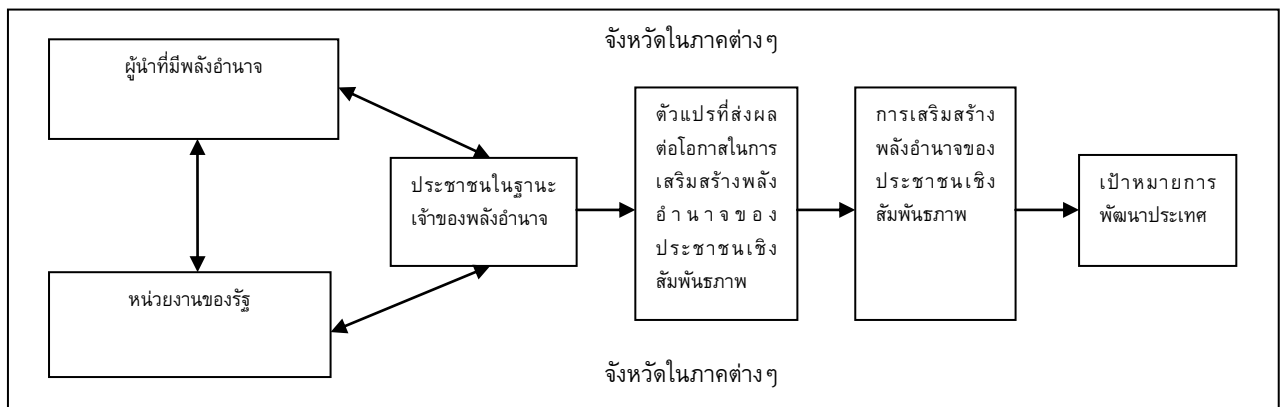 จังหวัดในภาคต่างๆ
ผู้นำที่มีพลังอำนาจ
หน่วยงานของรัฐ
ประชาชนในฐานะ
เจ้าของพลังอำนาจ
ตัวแปรที่ส่งผล
ต่อโอกาสในการ
เสริมสร้างพลัง
อำนาจของ
ประชาชนเชิง
สัมพันธภาพ
การเสริมสร้าง
พลังอำนาจของ
ประชาชนเชิง
สัมพันธภาพ
เป้าหมายการ
พัฒนาประเทศ
จังหวัดในภาคต่างๆ